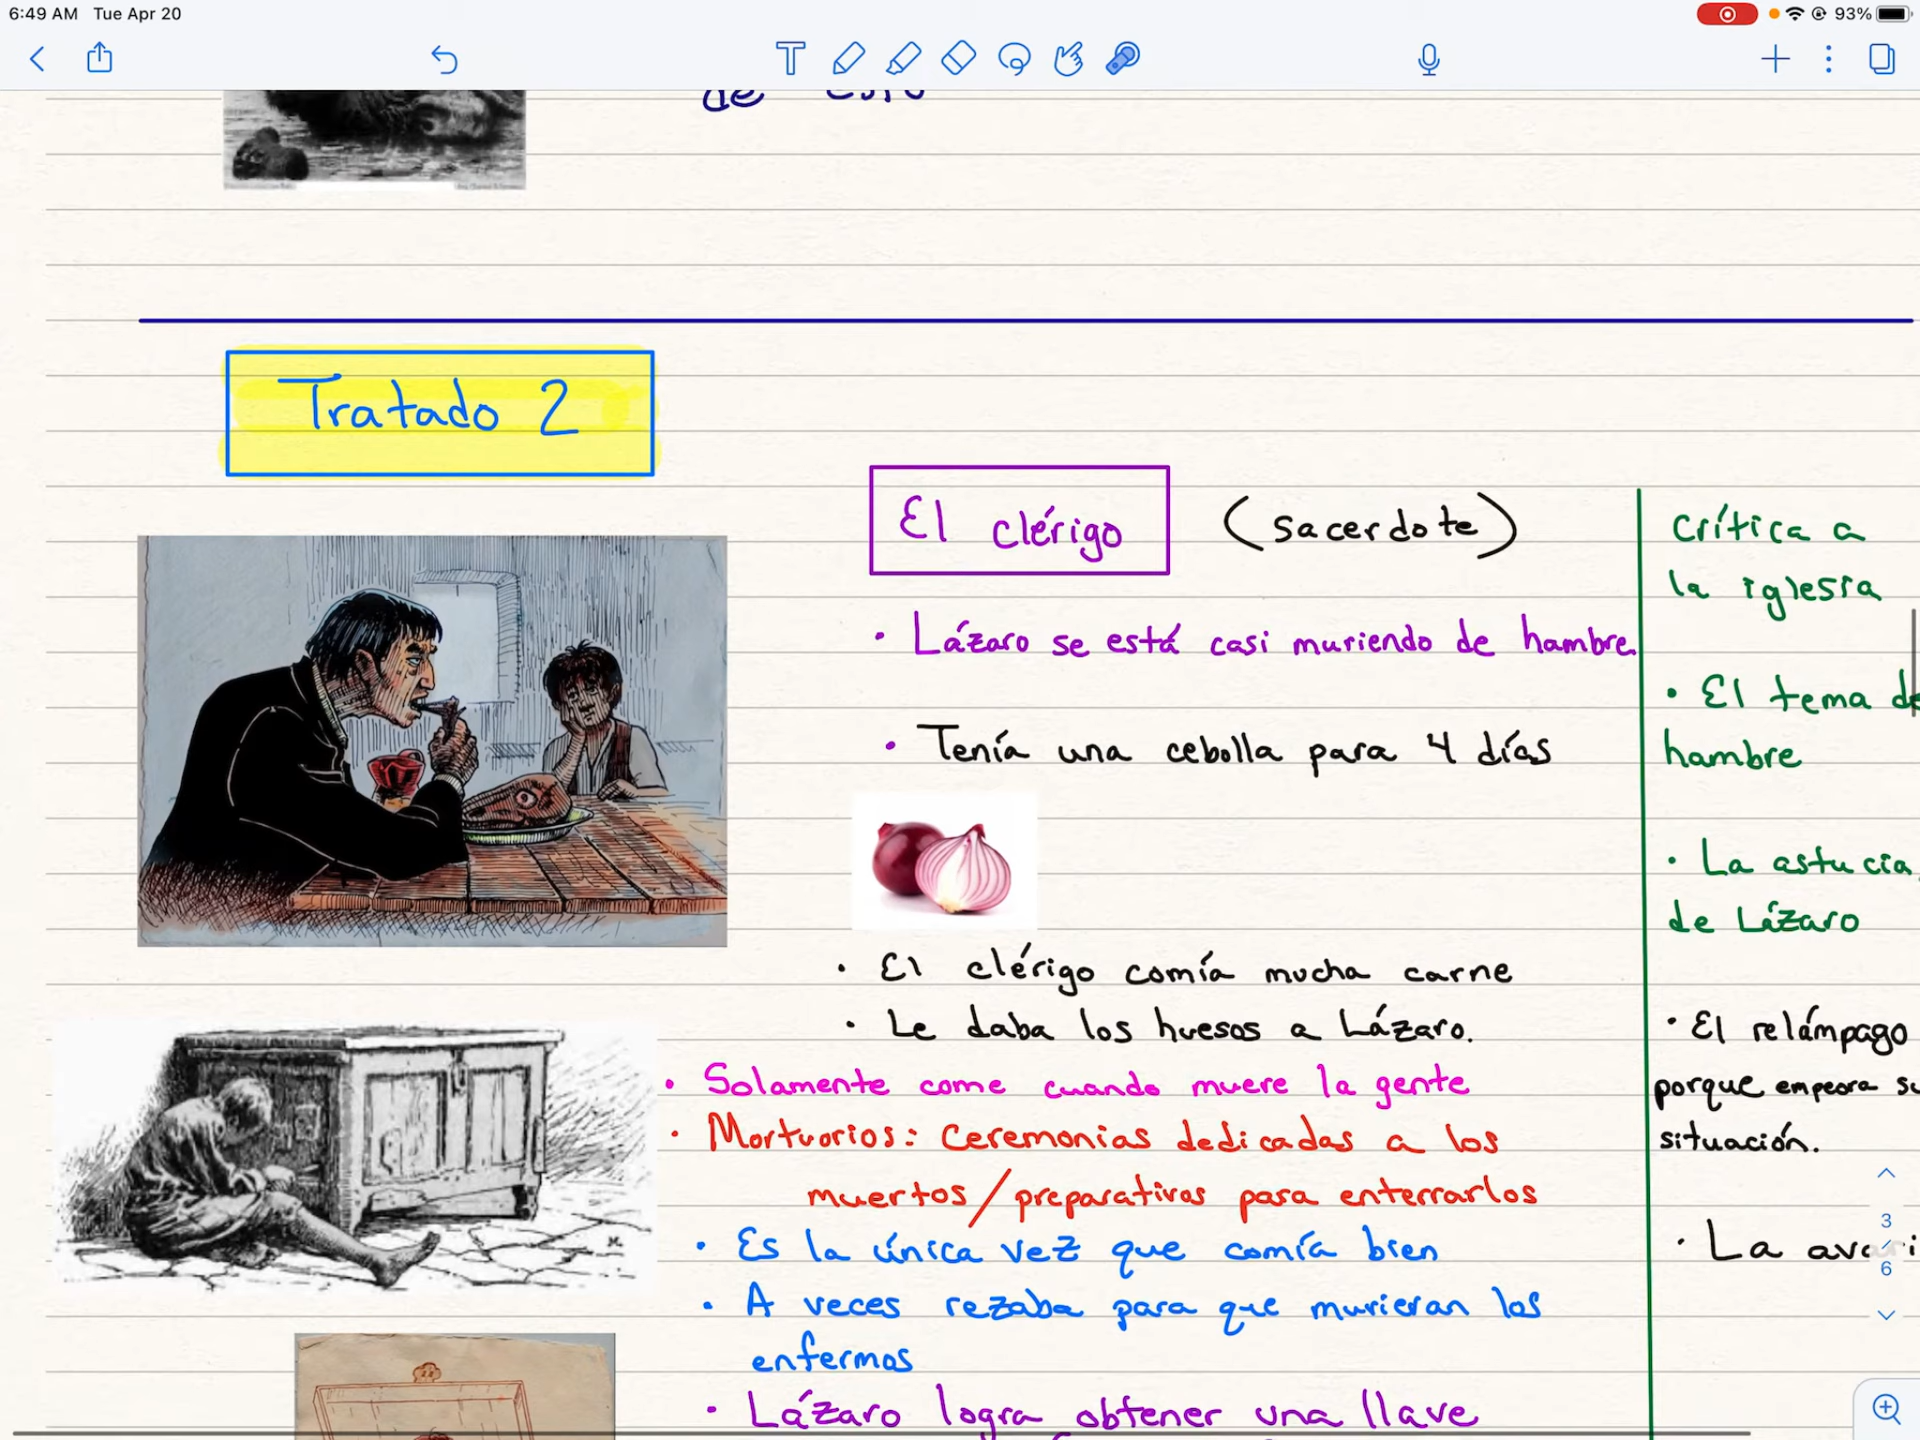 6:49 AM Tue Apr 20
93%
Tratado 2
El clérigo (sacerdote)
• Lázaro se está casi muriendo de hambre
• Tenía una cebolla para 4 días
• El clérigo comía mucha carne
• Le daba los huesos a Lázaro.
• Solamente come cuando muere la gente
• Mortuorios: Ceremonias dedicadas a los
muertos/preparativos para enterrarlos
• Es la única vez que comía bien
• A veces rezaba para que murieran los
enfermos
• Lázaro logra obtener una llave
Crítica a
la iglesia
• El tema de
hambre
• La astucia
de Lázaro
• El relámpago
porque empeora su
situación.
• La avari
3
6